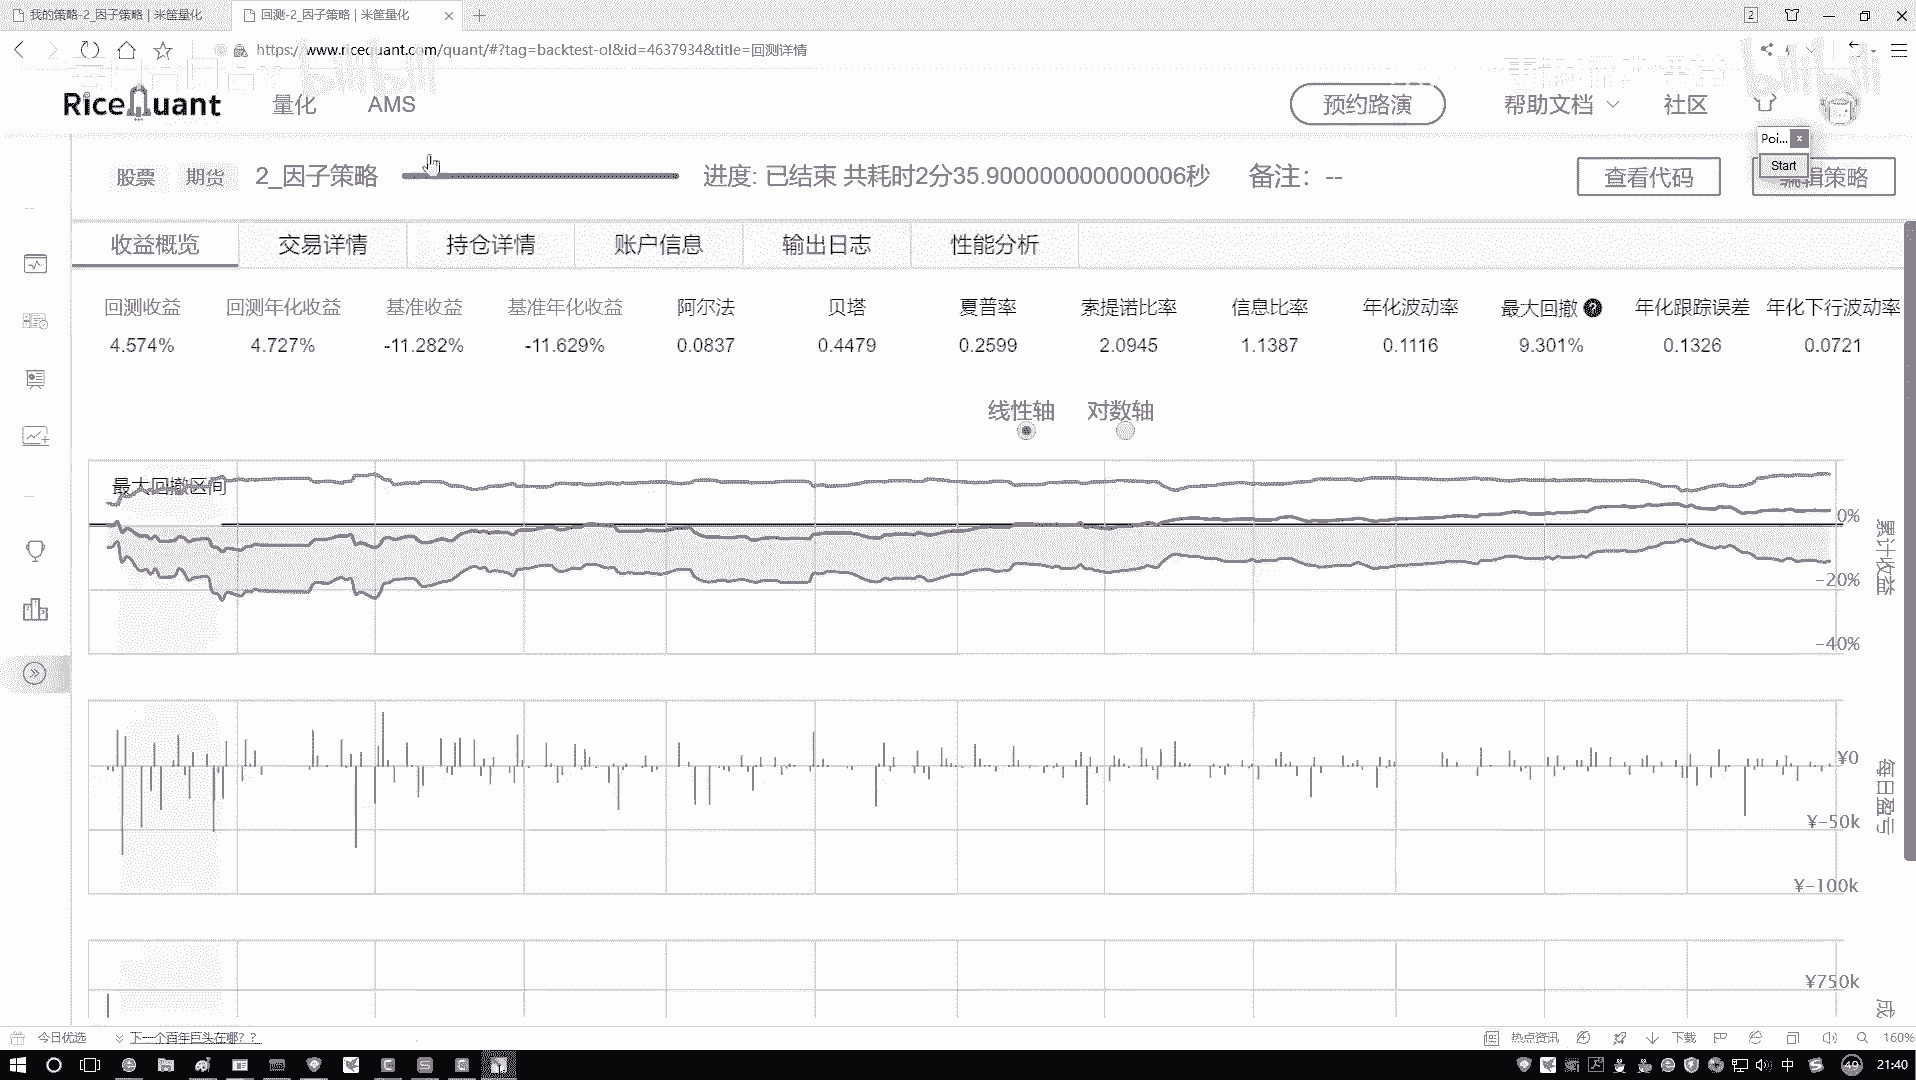 我的策略-2_因子策略 | 米筐量化
回测-2_因子策略 | 米筐量化
2
https://www.ricequant.com/quant/#?tag=backtest-ol&id=4637934&title=回测详情
bilibili
bilibili
RiceQuant
量化
AMS
预约路演
帮助文档
社区
Poi...
Start
股票
期货
2_因子策略
进度: 已结束 共耗时2分35.900000000000006秒
备注：--
查看代码
编辑策略
收益概览
交易详情
持仓详情
账户信息
输出日志
性能分析
回测收益 回测年化收益 基准收益 基准年化收益 阿尔法 贝塔 夏普率 索提诺比率 信息比率 年化波动率 最大回撤 年化跟踪误差 年化下行波动率
4.574% 4.727% -11.282% -11.629% 0.0837 0.4479 0.2599 2.0945 1.1387 0.1116 9.301% 0.1326 0.0721
线性轴
对数轴
最大回撤区间
0%
-20%
-40%
累计收益
¥0
¥-50k
¥-100k
每日盈亏
¥750k
成
今日优选
下一个百年巨头在哪？？
热点资讯
下载
160%
中
49
21:40